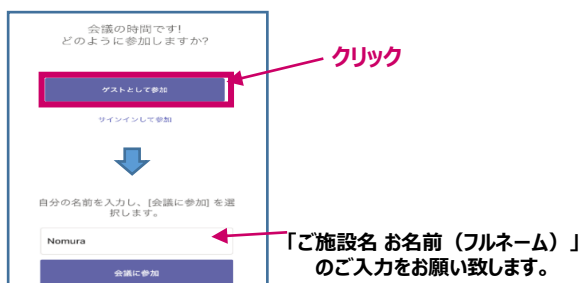 会議の時間です!
どのように参加しますか?
クリック
ゲストとして参加
サインインして参加
自分の名前を入力し、[会議に参加] を選
択します。
Nomura
「ご施設名 お名前（フルネーム）」
のご入力をお願い致します。
会議に参加